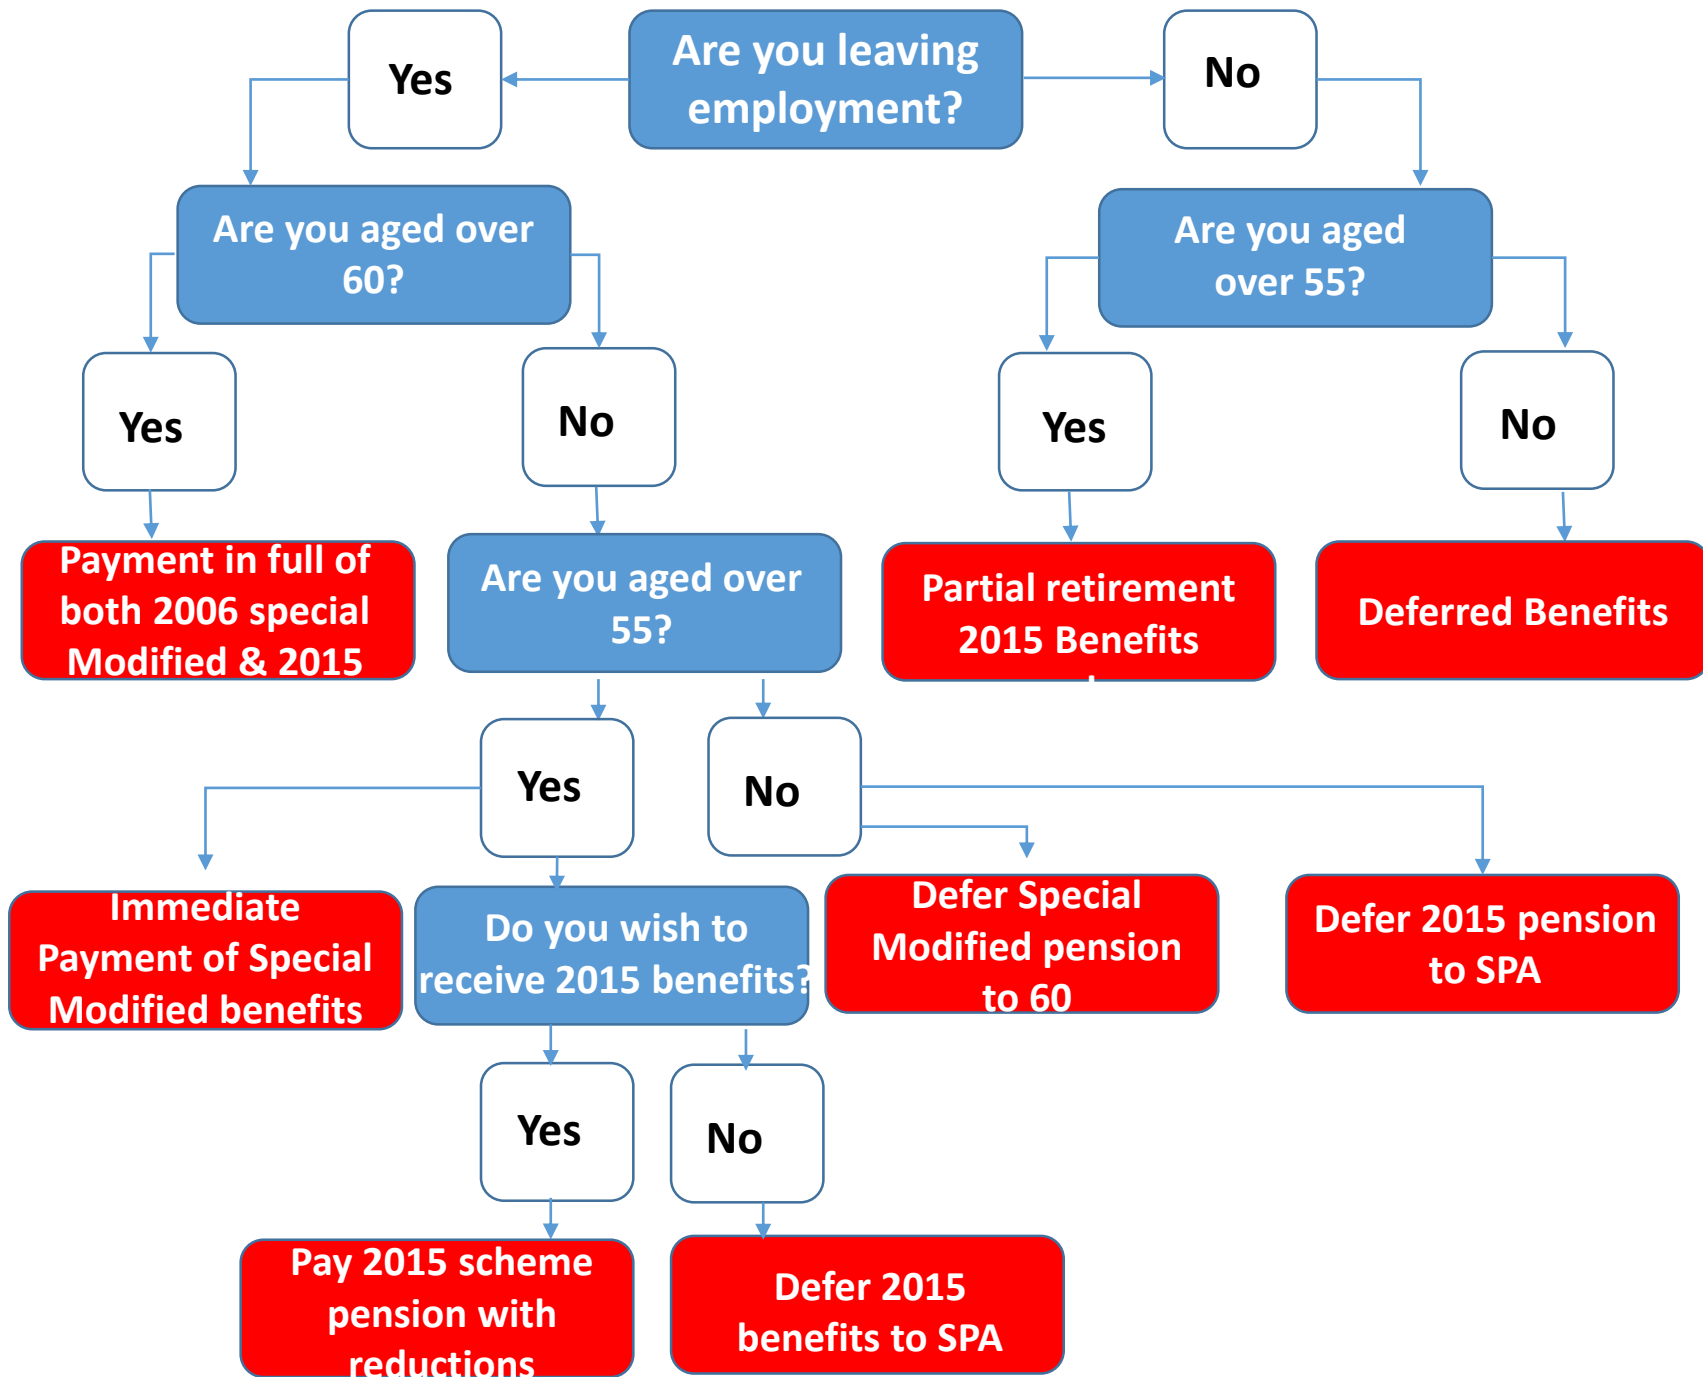 Are you leaving
employment?
Yes
No
Are you aged over
60?
Are you aged
over 55?
Yes
No
Yes
No
Payment in full of
both 2006 special
Modified & 2015
Are you aged over
55?
Partial retirement
2015 Benefits
Deferred Benefits
Yes
No
Immediate
Payment of Special
Modified benefits
Do you wish to
receive 2015 benefits?
Defer Special
Modified pension
to 60
Defer 2015 pension
to SPA
Yes
No
Pay 2015 scheme
pension with
reductions
Defer 2015
benefits to SPA